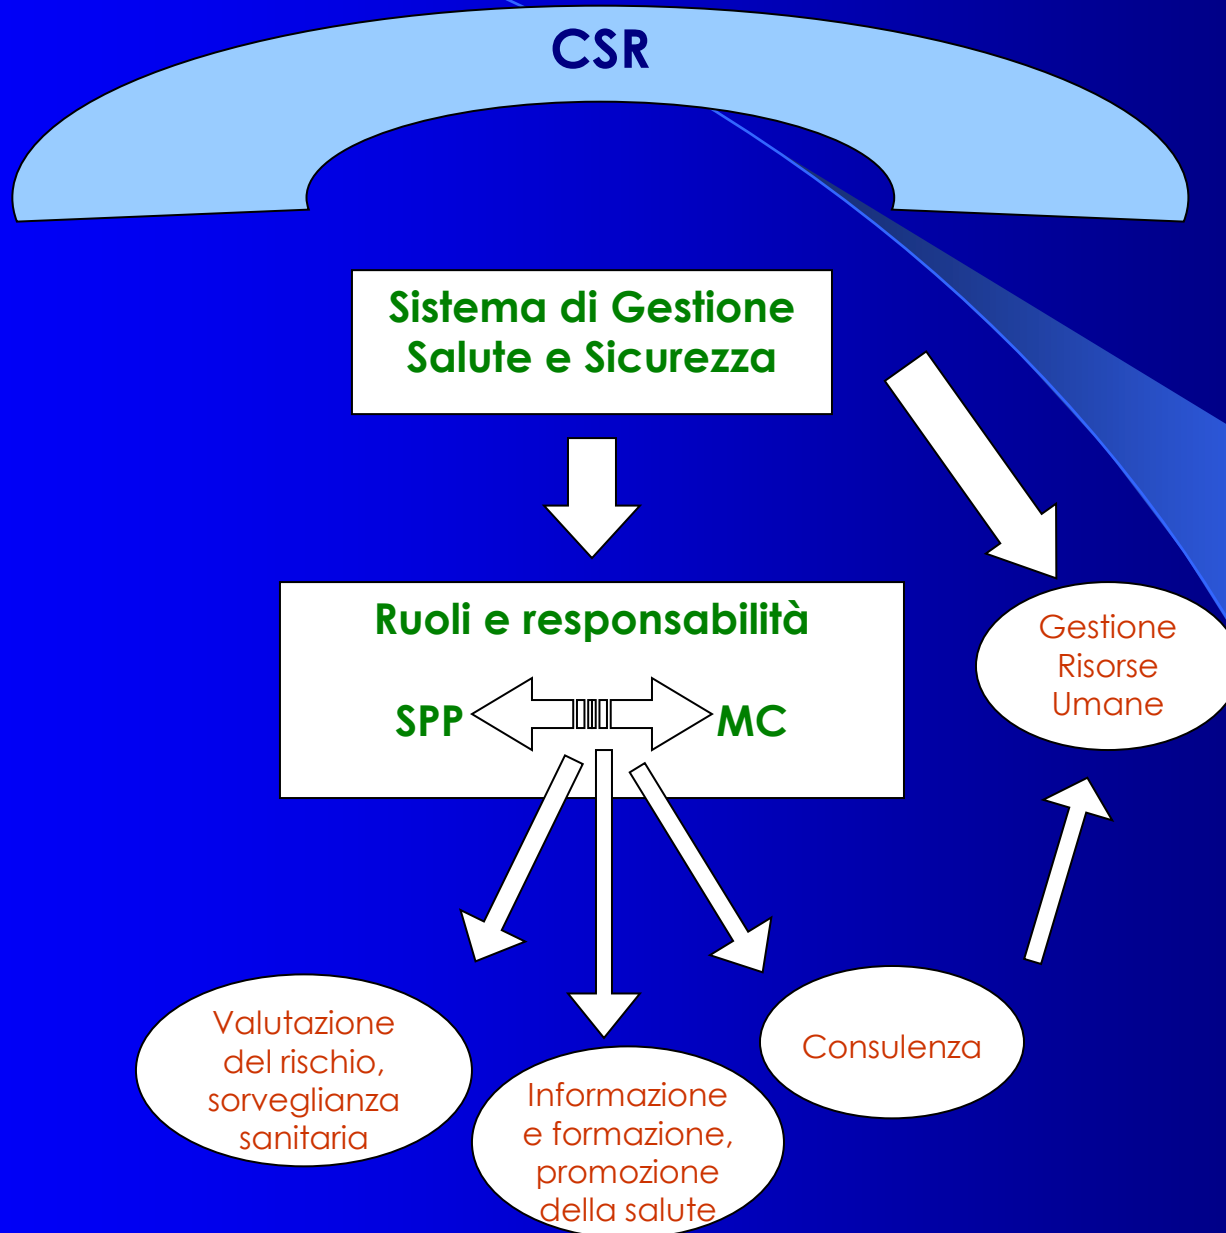 CSR
Sistema di Gestione
Salute e Sicurezza
Ruoli e responsabilità
SPP
MC
Gestione
Risorse
Umane
Valutazione
del rischio,
sorveglianza
sanitaria
Informazione
e formazione,
promozione
della salute
Consulenza